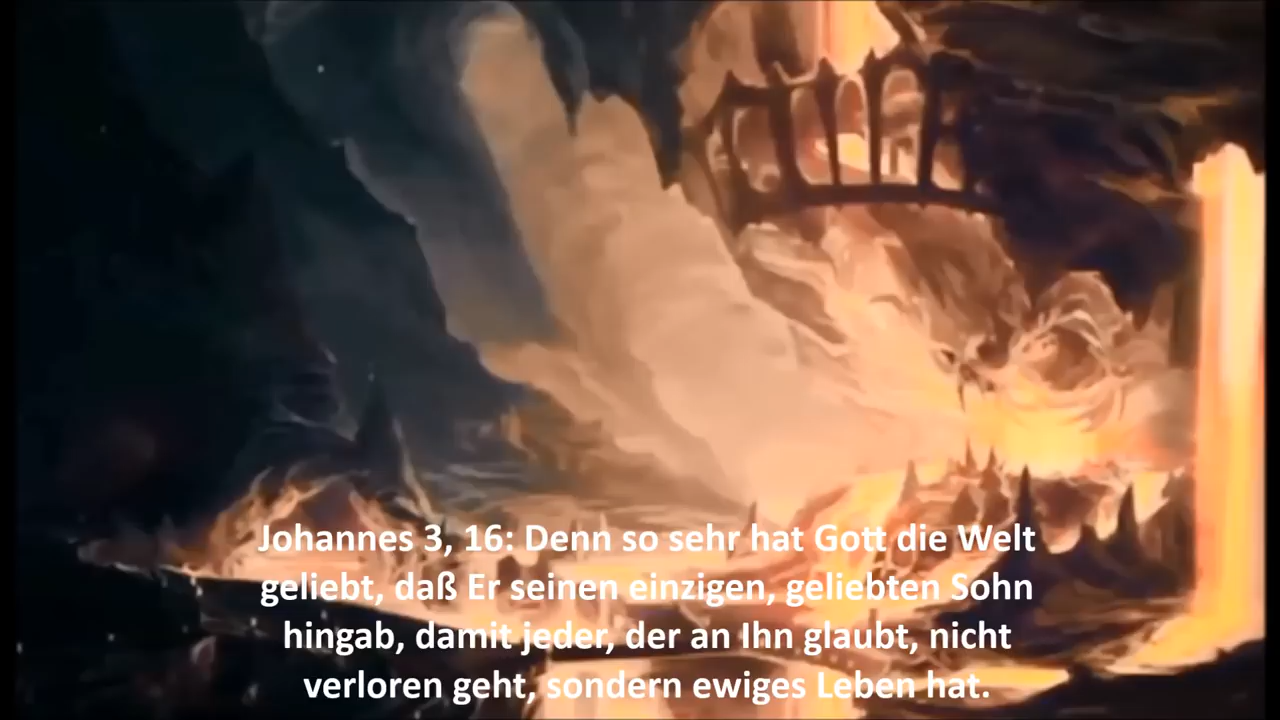 Johannes 3, 16: Denn so sehr hat Gott die Welt
geliebt, daß Er seinen einzigen, geliebten Sohn
hingab, damit jeder, der an Ihn glaubt, nicht
verloren geht, sondern ewiges Leben hat.